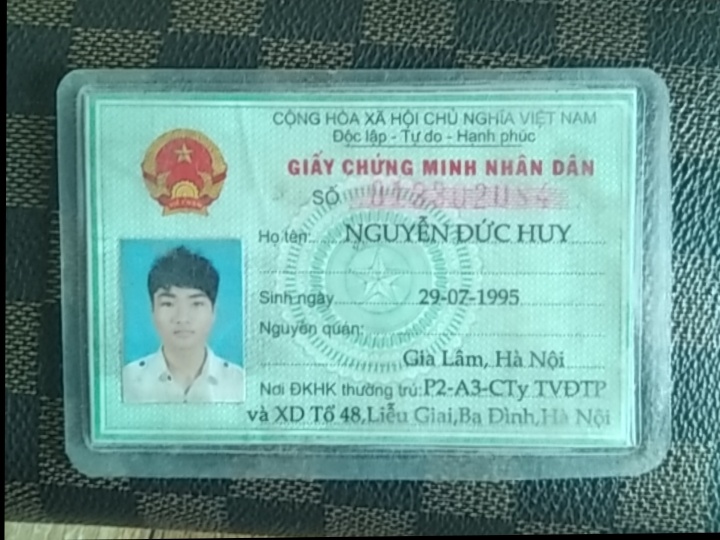 CỘNG HÒA XÃ HỘI CHỦ NGHĨA VIỆT NAM
Độc lập - Tự do - Hạnh phúc
GIẤY CHỨNG MINH NHÂN DÂN
SỐ
Họ tên: NGUYỄN ĐỨC HUY
Sinh ngày 29-07-1995
Nguyên quán:
Gia Lâm, Hà Nội
Nơi ĐKHK thường trú: P2-A3-CTy TVĐTP
và XD Tổ 48,Liễu Giai,Ba Đình,Hà Nội